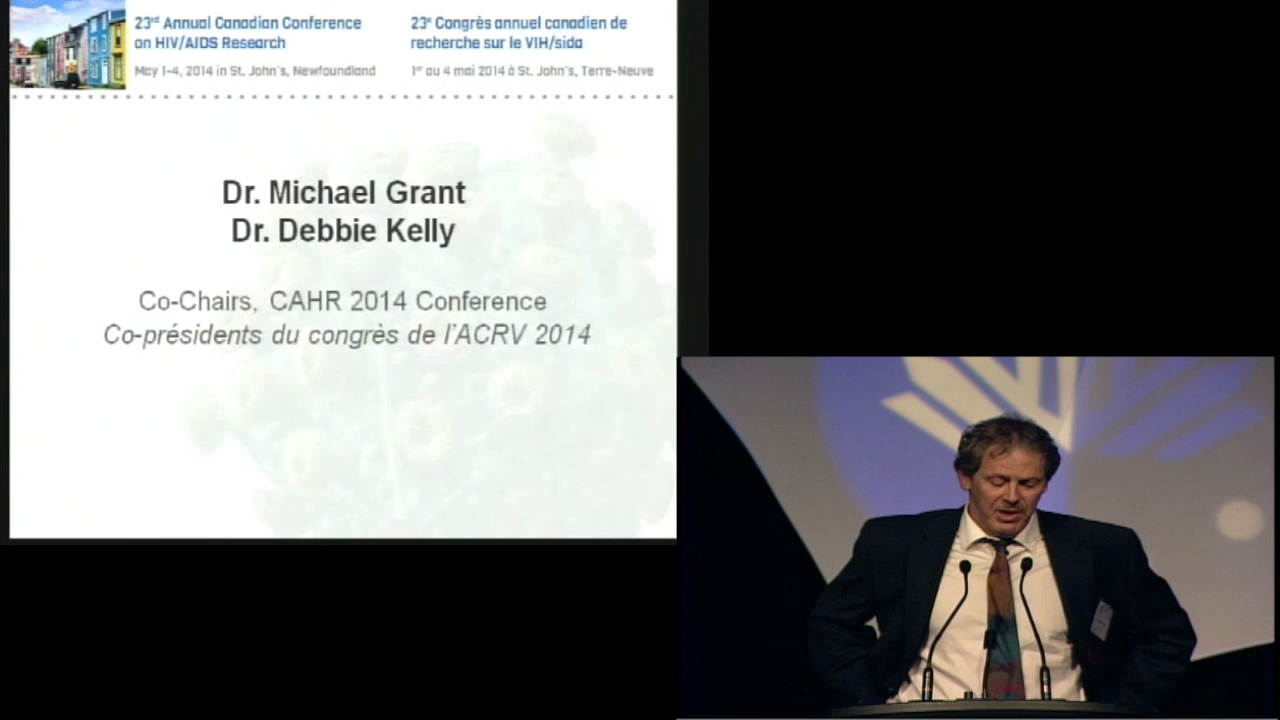 23rd Annual Canadian Conference
on HIV/AIDS Research
May 1-4, 2014 in St. John's, Newfoundland
23e Congrès annuel canadien de
recherche sur le VIH/sida
1er au 4 mai 2014 à St. John's, Terre-Neuve
Dr. Michael Grant
Dr. Debbie Kelly
Co-Chairs, CAHR 2014 Conference
Co-présidents du congrès de l'ACRV 2014